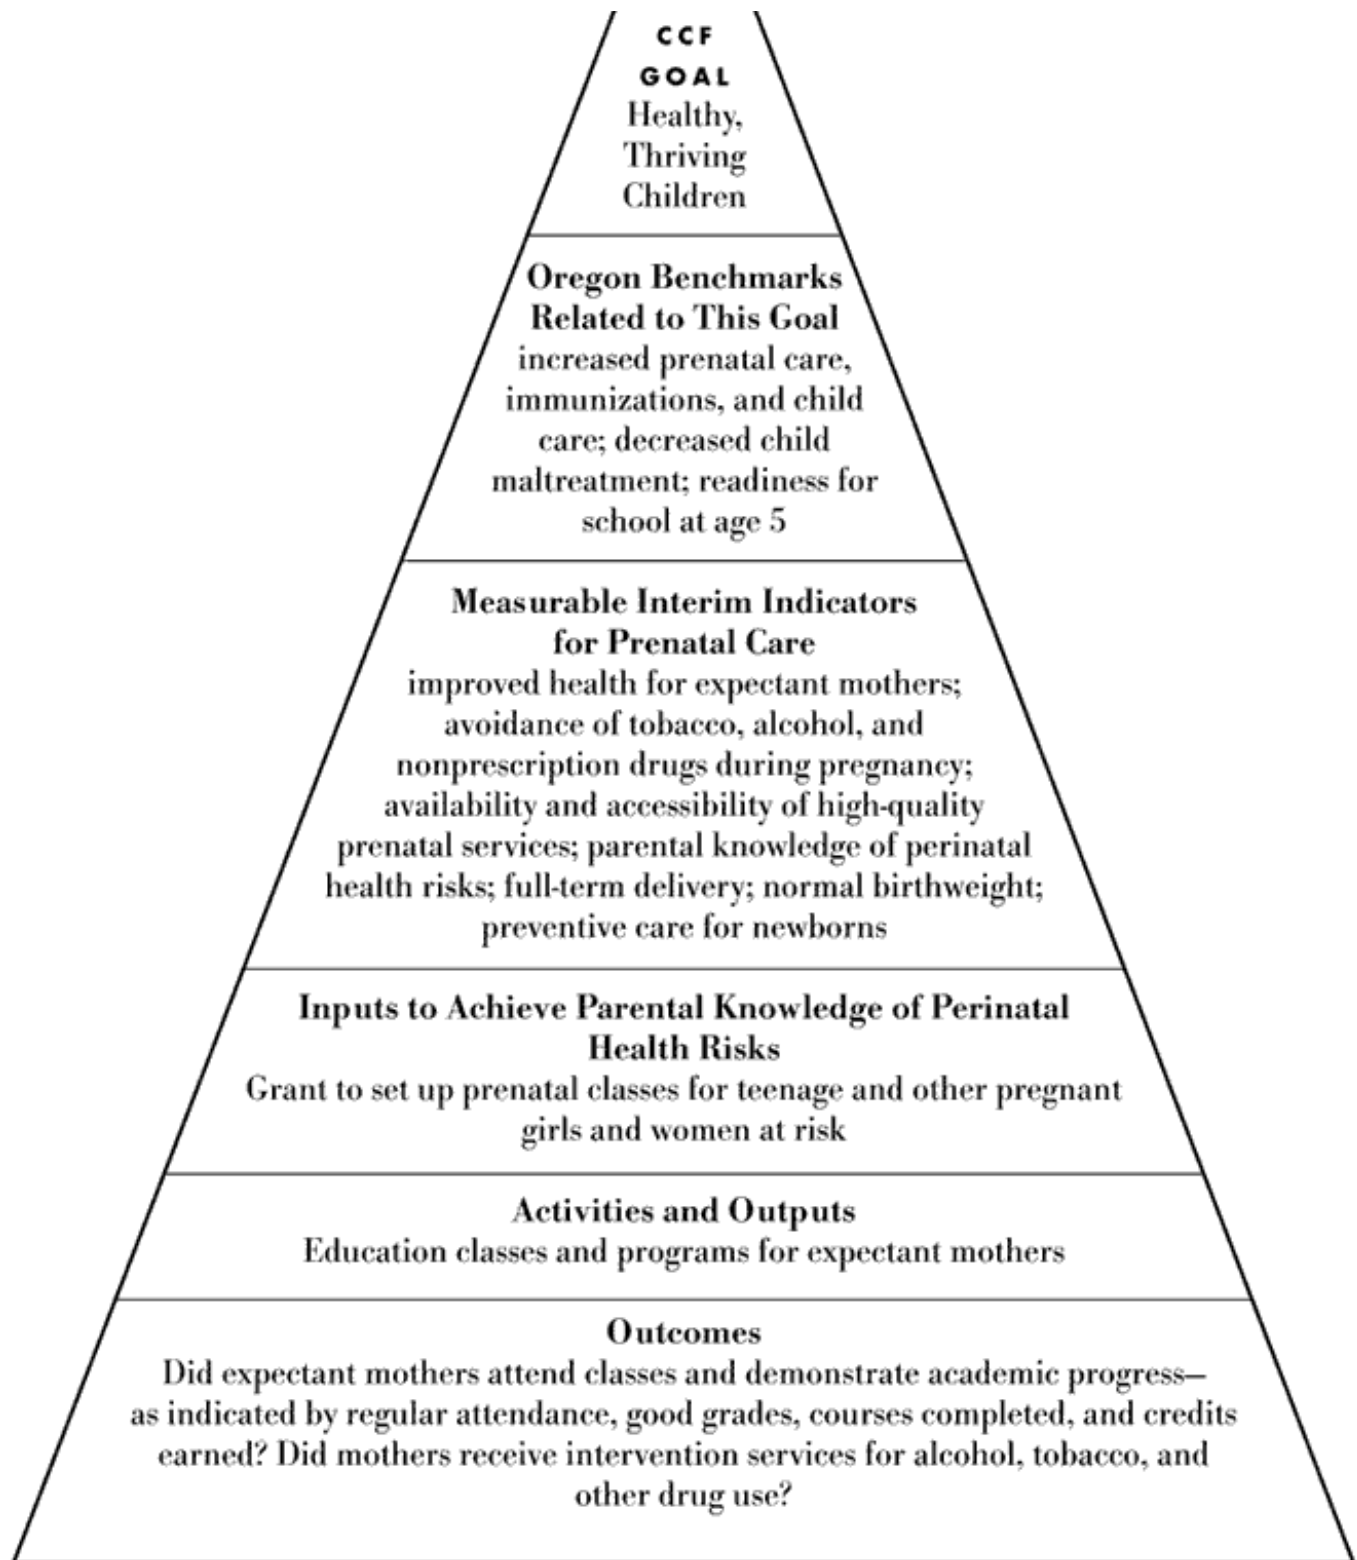 CCF
GOAL
Healthy,
Thriving
Children
Oregon Benchmarks
Related to This Goal
increased prenatal care,
immunizations, and child
care; decreased child
maltreatment; readiness for
school at age 5
Measurable Interim Indicators
for Prenatal Care
improved health for expectant mothers;
avoidance of tobacco, alcohol, and
nonprescription drugs during pregnancy;
availability and accessibility of high-quality
prenatal services; parental knowledge of perinatal
health risks; full-term delivery; normal birthweight;
preventive care for newborns
Inputs to Achieve Parental Knowledge of Perinatal
Health Risks
Grant to set up prenatal classes for teenage and other pregnant
girls and women at risk
Activities and Outputs
Education classes and programs for expectant mothers
Outcomes
Did expectant mothers attend classes and demonstrate academic progress—
as indicated by regular attendance, good grades, courses completed, and credits
earned? Did mothers receive intervention services for alcohol, tobacco, and
other drug use?